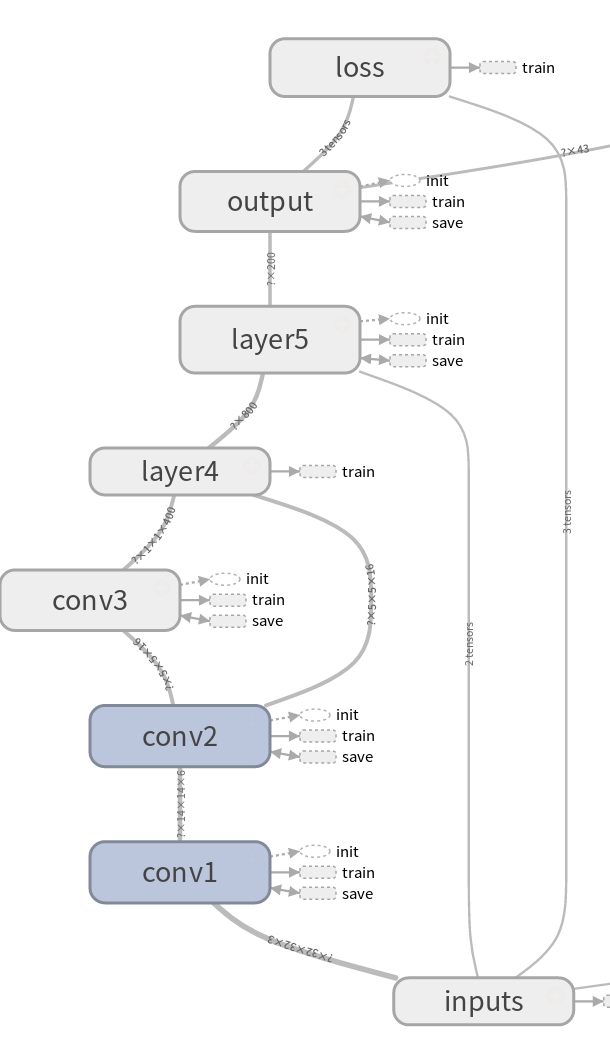 loss
train
3 tensors
?×43
output
init
train
save
?×200
layer5
init
train
save
?×800
layer4
train
?×1×1×400
?×5×5×16
3 tensors
conv3
init
train
save
?×5×5×16
2 tensors
conv2
init
train
save
?×14×14×6
conv1
init
train
save
?×32×32×3
inputs